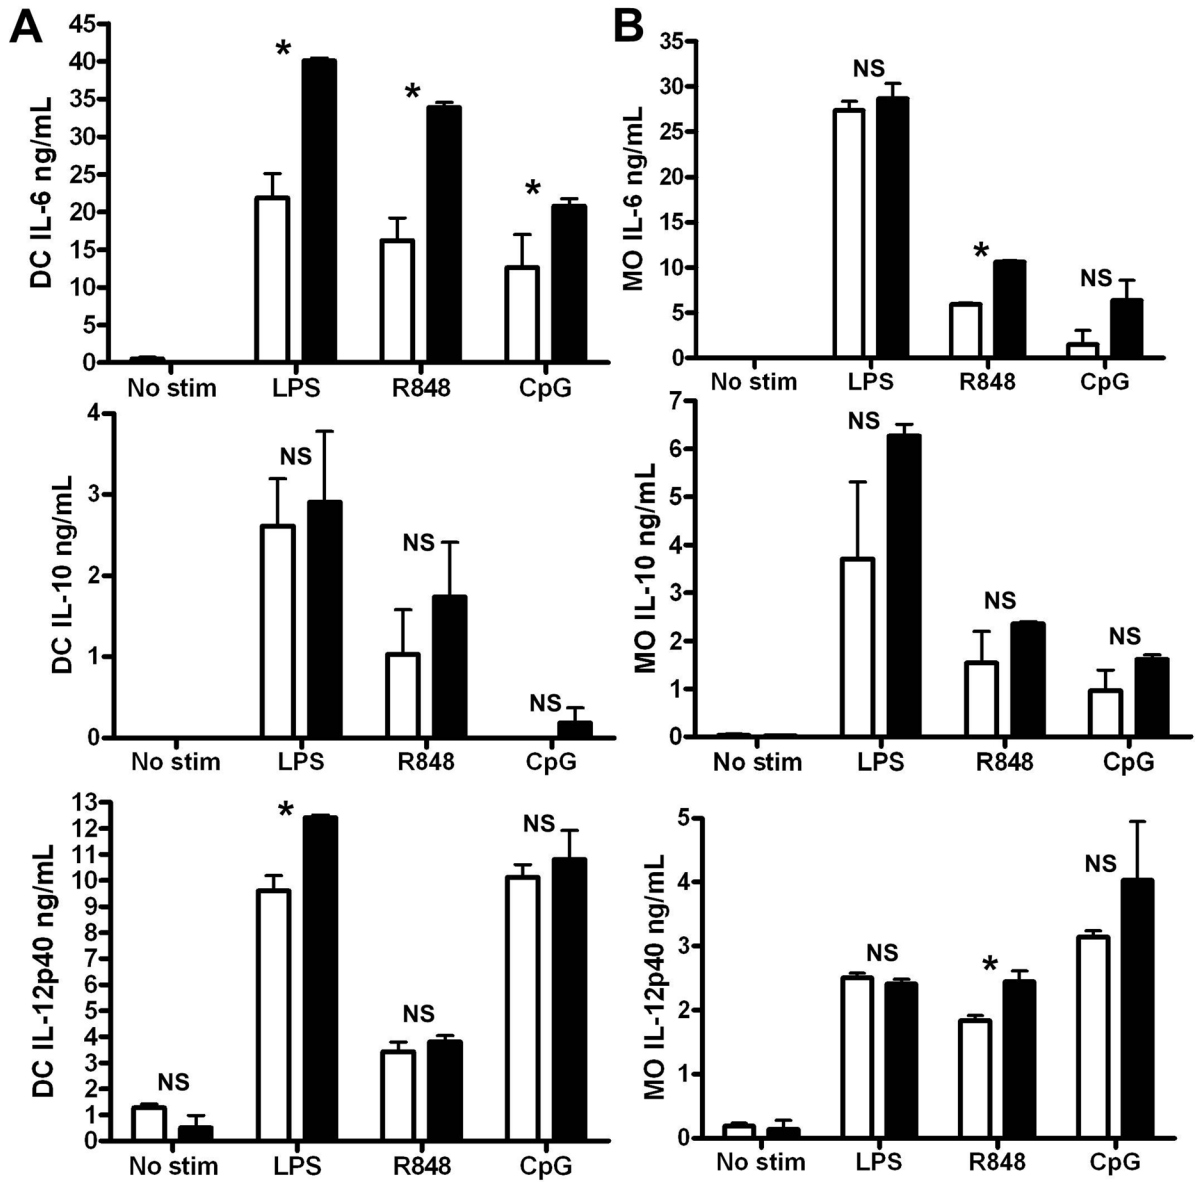 A
DC IL-6 ng/mL
45
40
35
30
25
20
15
10
5
0
*
*
*
No stim LPS R848 CpG
B
MO IL-6 ng/mL
35
30
25
20
15
10
5
0
NS
*
NS
No stim LPS R848 CpG
DC IL-10 ng/mL
4
3
2
1
0
NS
NS
NS
No stim LPS R848 CpG
MO IL-10 ng/mL
7
6
5
4
3
2
1
0
NS
NS
NS
No stim LPS R848 CpG
DC IL-12p40 ng/mL
13
12
11
10
9
8
7
6
5
4
3
2
1
0
NS
*
NS
NS
No stim LPS R848 CpG
MO IL-12p40 ng/mL
5
4
3
2
1
0
NS
*
NS
No stim LPS R848 CpG